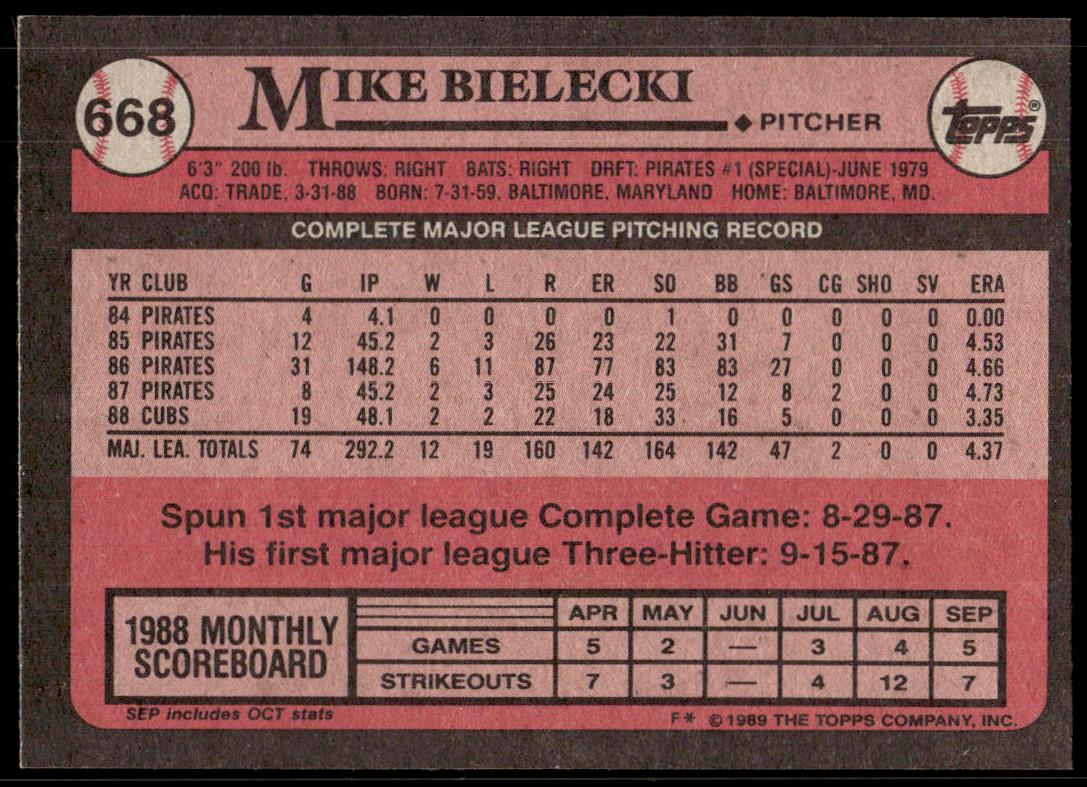 668
MIKE BIELECKI
◆ PITCHER
Topps®
6'3" 200 lb. THROWS: RIGHT BATS: RIGHT DRFT: PIRATES #1 (SPECIAL)-JUNE 1979
ACQ: TRADE, 3-31-88 BORN: 7-31-59, BALTIMORE, MARYLAND HOME: BALTIMORE, MD.
COMPLETE MAJOR LEAGUE PITCHING RECORD
YR CLUB G IP W L R ER SO BB GS CG SHO SV ERA
84 PIRATES 4 4.1 0 0 0 0 1 0 0 0 0 0 0.00
85 PIRATES 12 45.2 2 3 26 23 22 31 7 0 0 0 4.53
86 PIRATES 31 148.2 6 11 87 77 83 83 27 0 0 0 4.66
87 PIRATES 8 45.2 2 3 25 24 25 12 8 2 0 0 4.73
88 CUBS 19 48.1 2 2 22 18 33 16 5 0 0 0 3.35
MAJ. LEA. TOTALS 74 292.2 12 19 160 142 164 142 47 2 0 0 4.37
Spun 1st major league Complete Game: 8-29-87.
His first major league Three-Hitter: 9-15-87.
1988 MONTHLY
SCOREBOARD
APR MAY JUN JUL AUG SEP
GAMES 5 2 — 3 4 5
STRIKEOUTS 7 3 — 4 12 7
SEP includes OCT stats
F* ©1989 THE TOPPS COMPANY, INC.